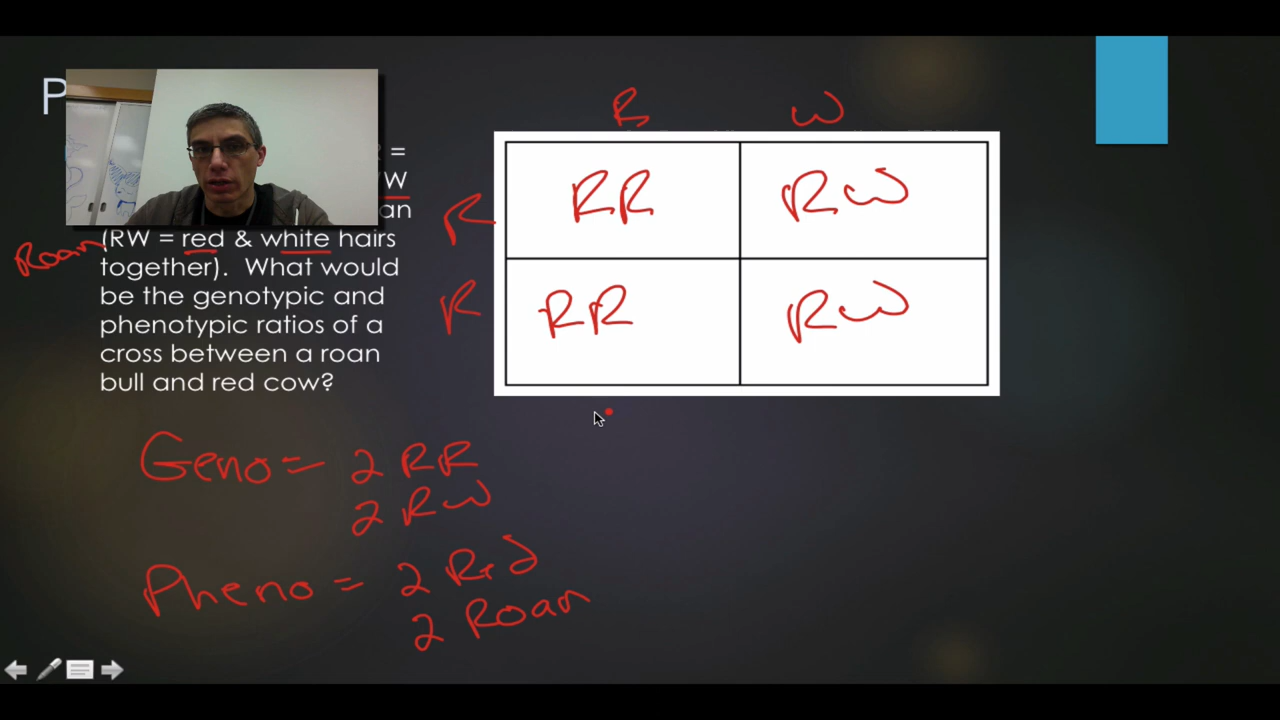 P
R W
R =
W
an
Roan (RW = red & white hairs
together). What would
be the genotypic and
phenotypic ratios of a
cross between a roan
bull and red cow?
R RR RW
R RR RW
Geno = 2 RR
2 RW
Pheno = 2 Red
2 Roan